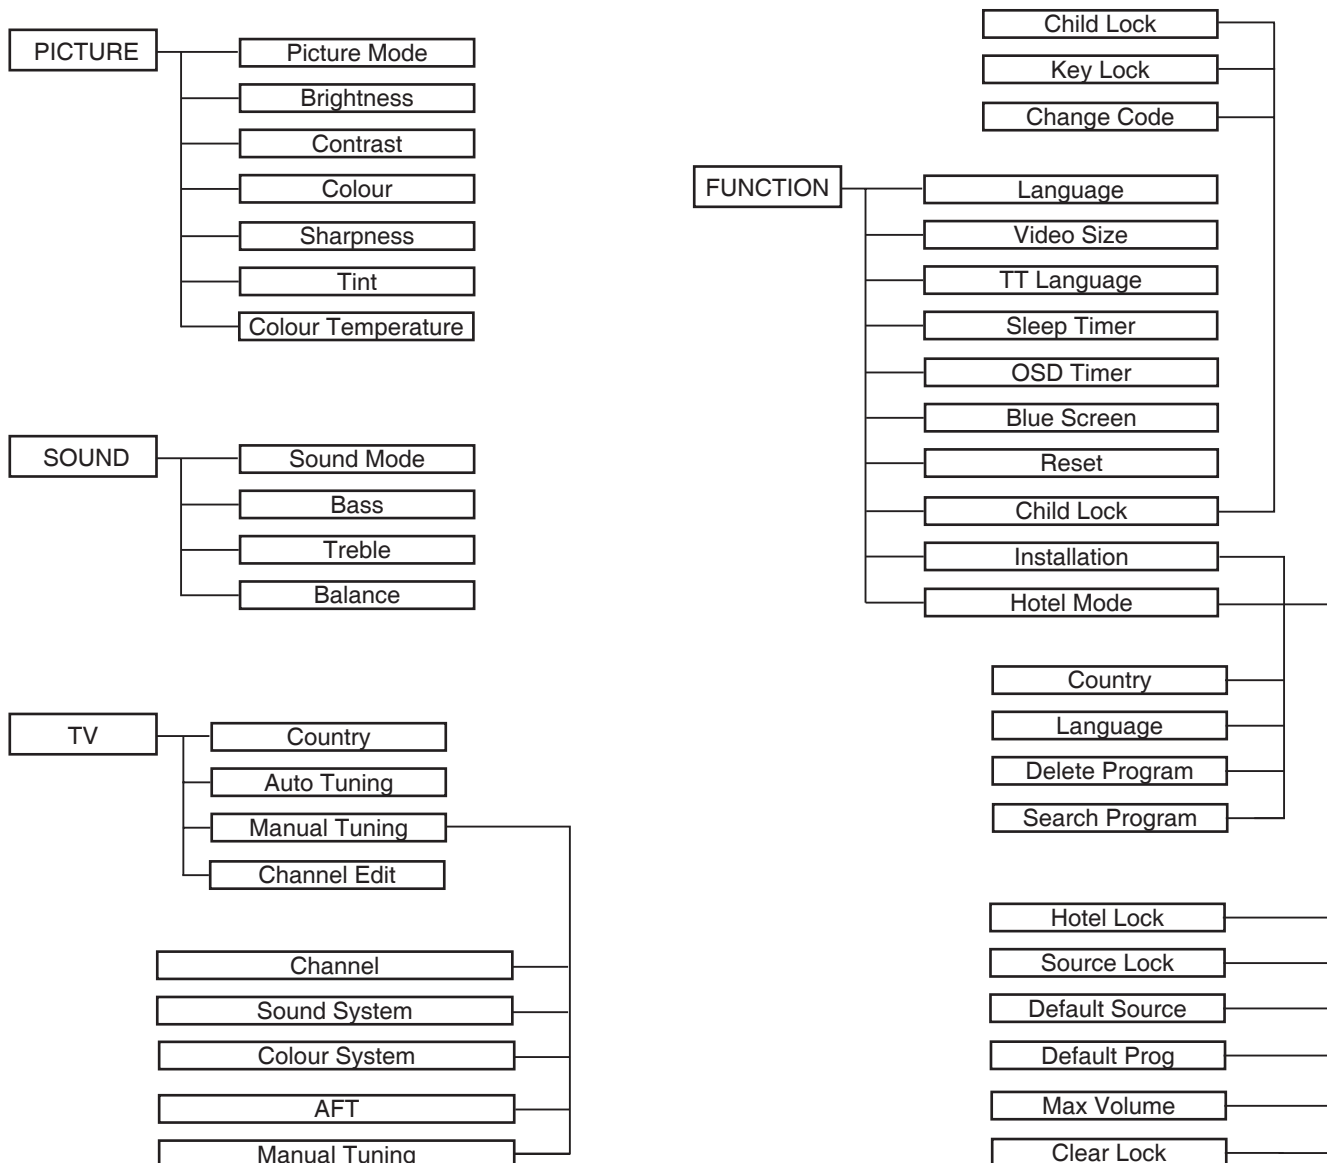 PICTURE
Picture Mode
Brightness
Contrast
Colour
Sharpness
Tint
Colour Temperature
SOUND
Sound Mode
Bass
Treble
Balance
TV
Country
Auto Tuning
Manual Tuning
Channel Edit
Channel
Sound System
Colour System
AFT
Manual Tuning
Child Lock
Key Lock
Change Code
FUNCTION
Language
Video Size
TT Language
Sleep Timer
OSD Timer
Blue Screen
Reset
Child Lock
Installation
Hotel Mode
Country
Language
Delete Program
Search Program
Hotel Lock
Source Lock
Default Source
Default Prog
Max Volume
Clear Lock